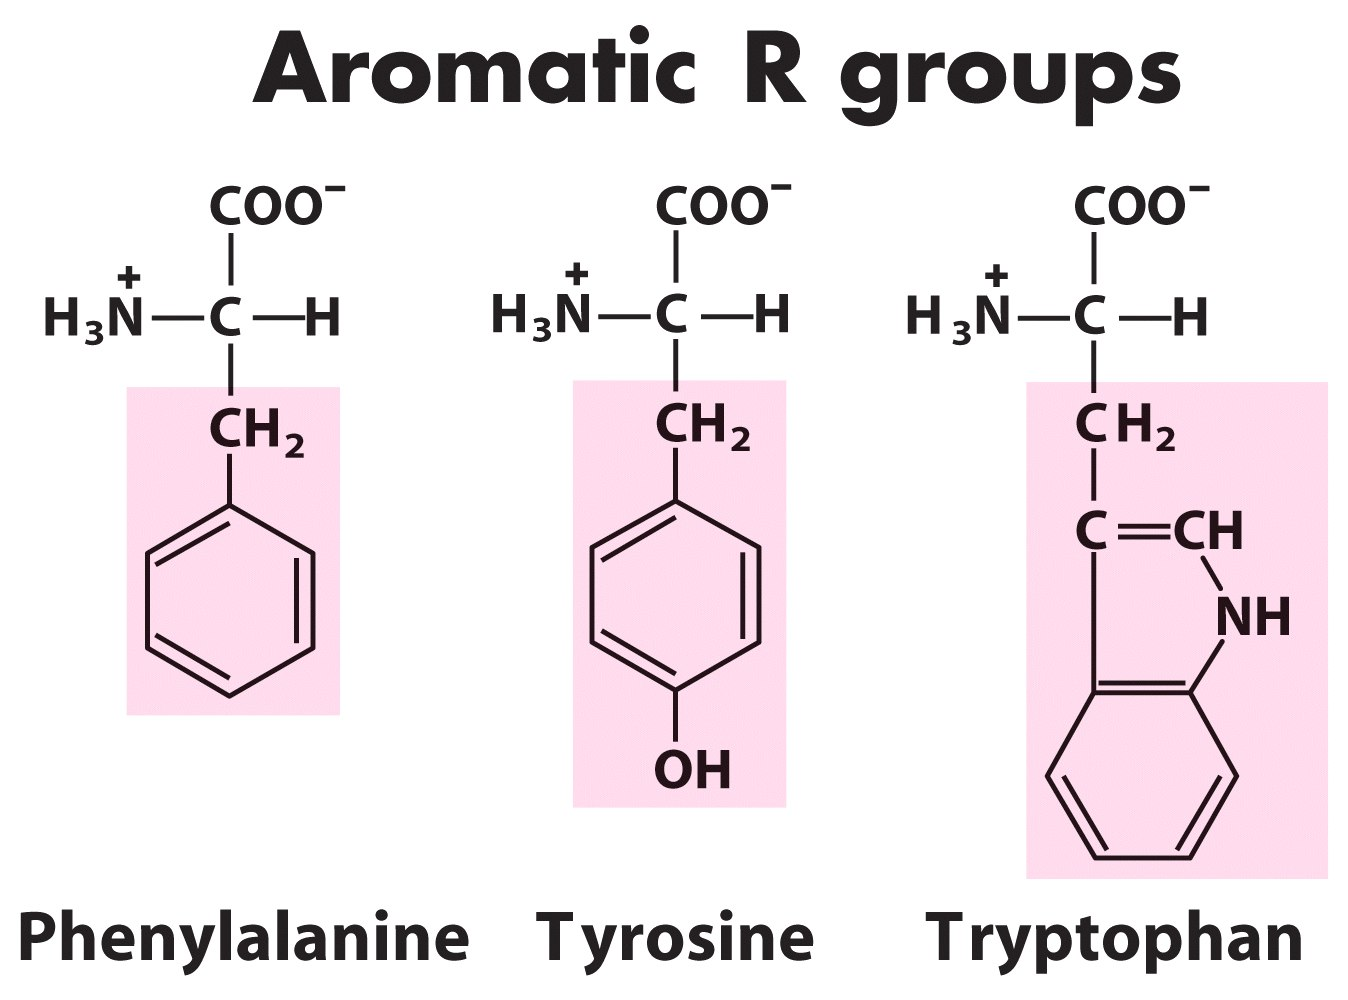 Aromatic R groups
COO⁻ COO⁻ COO⁻
H₃N⁺—C—H H₃N⁺—C—H H₃N⁺—C—H
CH₂ CH₂ CH₂
C=CH
NH
OH
Phenylalanine Tyrosine Tryptophan